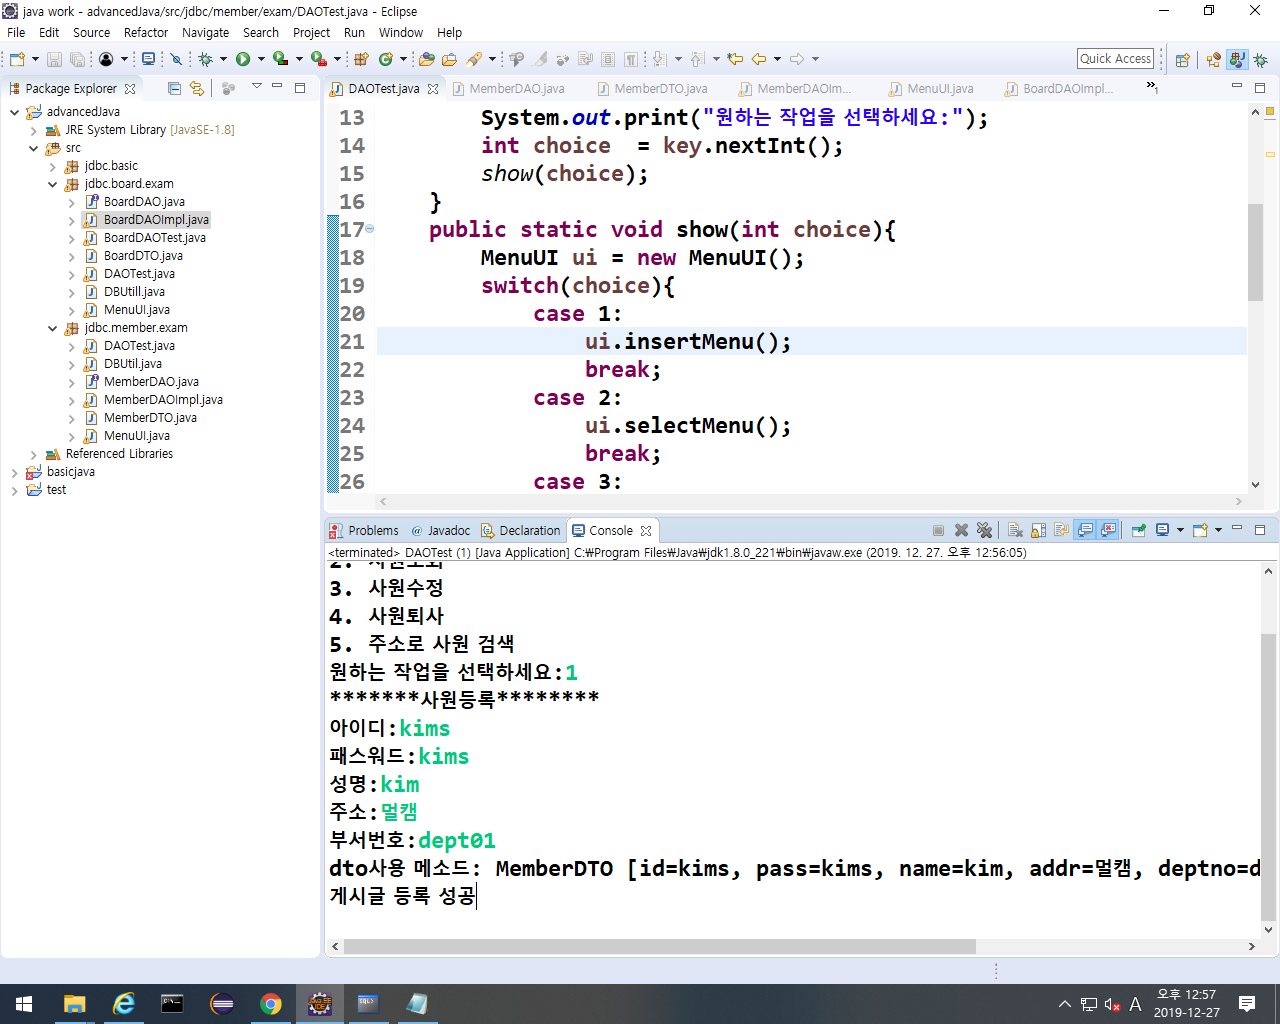 java work - advancedJava/src/jdbc/member/exam/DAOTest.java - Eclipse
File Edit Source Refactor Navigate Search Project Run Window Help
Quick Access
Package Explorer
advancedJava
JRE System Library [JavaSE-1.8]
src
jdbc.basic
jdbc.board.exam
BoardDAO.java
BoardDAOImpl.java
BoardDAOTest.java
BoardDTO.java
DAOTest.java
DBUtill.java
MenuUI.java
jdbc.member.exam
DAOTest.java
DBUtil.java
MemberDAO.java
MemberDAOImpl.java
MemberDTO.java
MenuUI.java
Referenced Libraries
basicjava
test
DAOTest.java MemberDAO.java MemberDTO.java MemberDAOIm... MenuUI.java BoardDAOImpl... »1
13 System.out.print("원하는 작업을 선택하세요:");
14 int choice = key.nextInt();
15 show(choice);
16 }
17 public static void show(int choice){
18 MenuUI ui = new MenuUI();
19 switch(choice){
20 case 1:
21 ui.insertMenu();
22 break;
23 case 2:
24 ui.selectMenu();
25 break;
26 case 3:
Problems @ Javadoc Declaration Console
<terminated> DAOTest (1) [Java Application] C:₩Program Files₩Java₩jdk1.8.0_221₩bin₩javaw.exe (2019. 12. 27. 오후 12:56:05)
2. 사원조회
3. 사원수정
4. 사원퇴사
5. 주소로 사원 검색
원하는 작업을 선택하세요:1
*******사원등록********
아이디:kims
패스워드:kims
성명:kim
주소:멀캠
부서번호:dept01
dto사용 메소드: MemberDTO [id=kims, pass=kims, name=kim, addr=멀캠, deptno=d
게시글 등록 성공
A
오후 12:57
2019-12-27